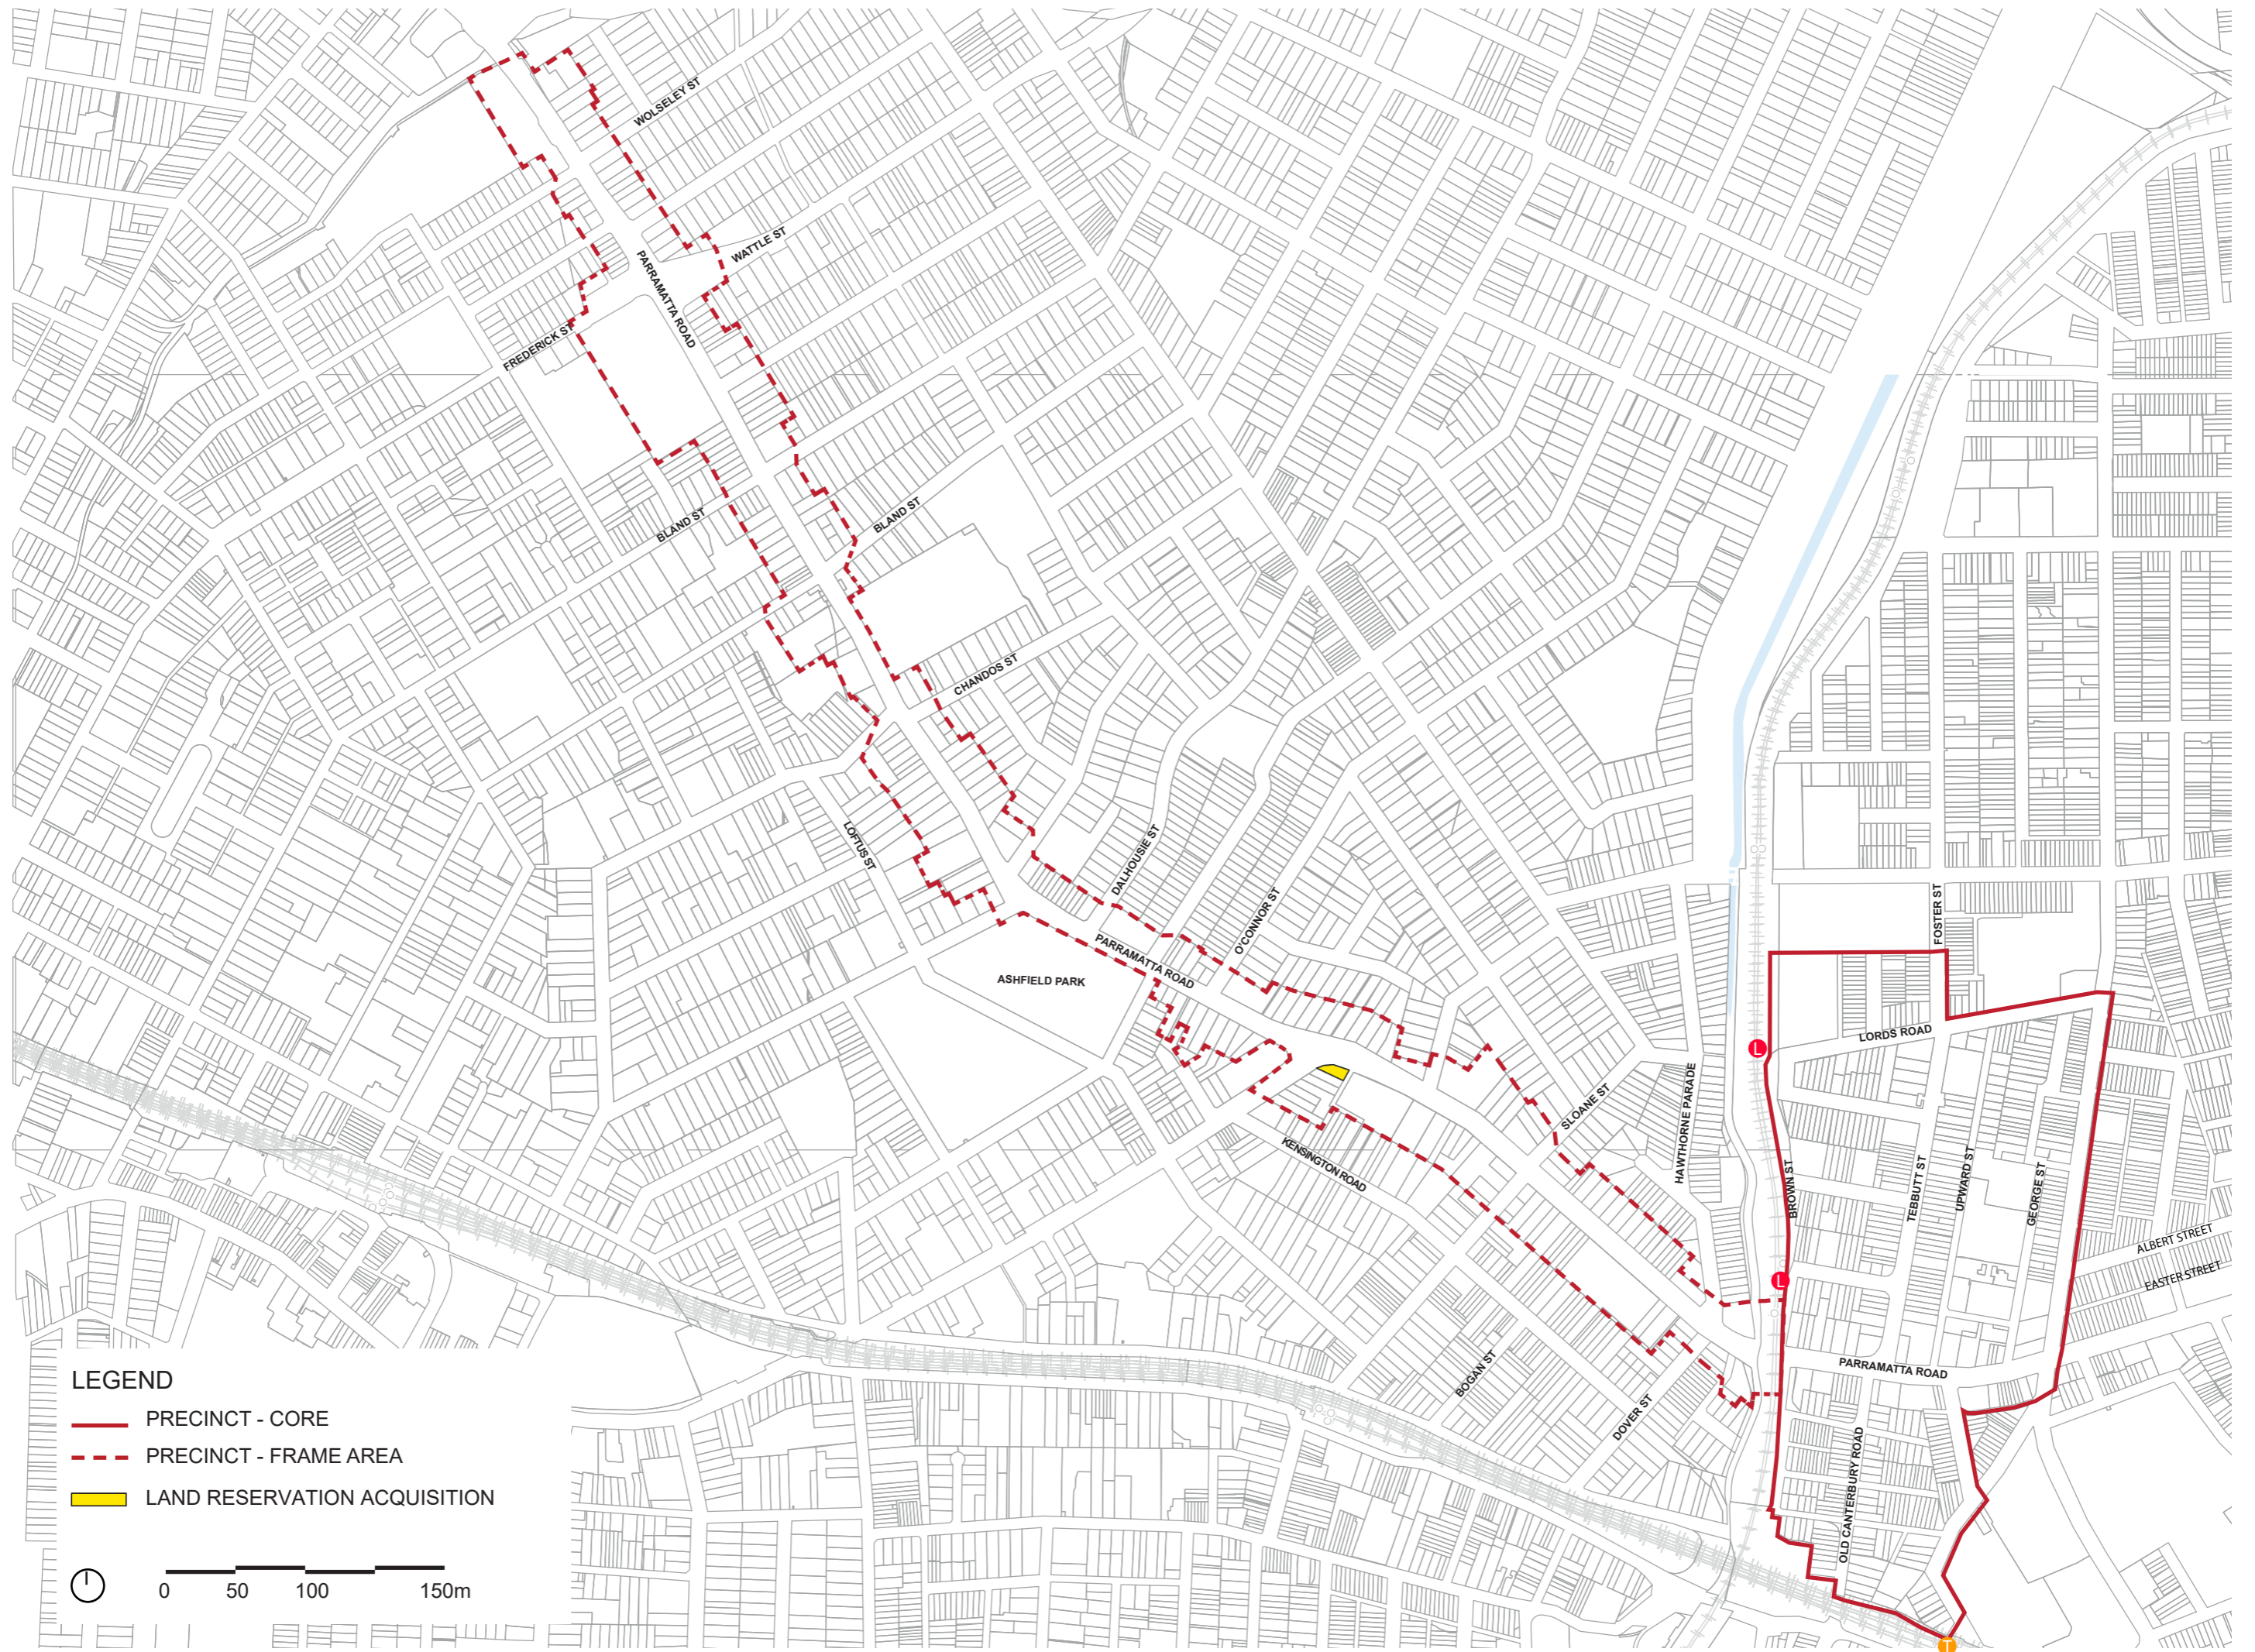 WOLSELEY ST
WATTLE ST
PARRAMATTA ROAD
FREDERICK ST
BLAND ST
BLAND ST
CHANDOS ST
LOFTUS ST
DALHOUSIE ST
O'CONNOR ST
FOSTER ST
PARRAMATTA ROAD
ASHFIELD PARK
LORDS ROAD
L
SLOANE ST
HAWTHORNE PARADE
KENSINGTON ROAD
BROWN ST
TEBBUTT ST
UPWARD ST
GEORGE ST
ALBERT STREET
EASTER STREET
L
PARRAMATTA ROAD
BOGAN ST
DOVER ST
OLD CANTERBURY ROAD
T
LEGEND
PRECINCT - CORE
PRECINCT - FRAME AREA
LAND RESERVATION ACQUISITION
0 50 100 150m